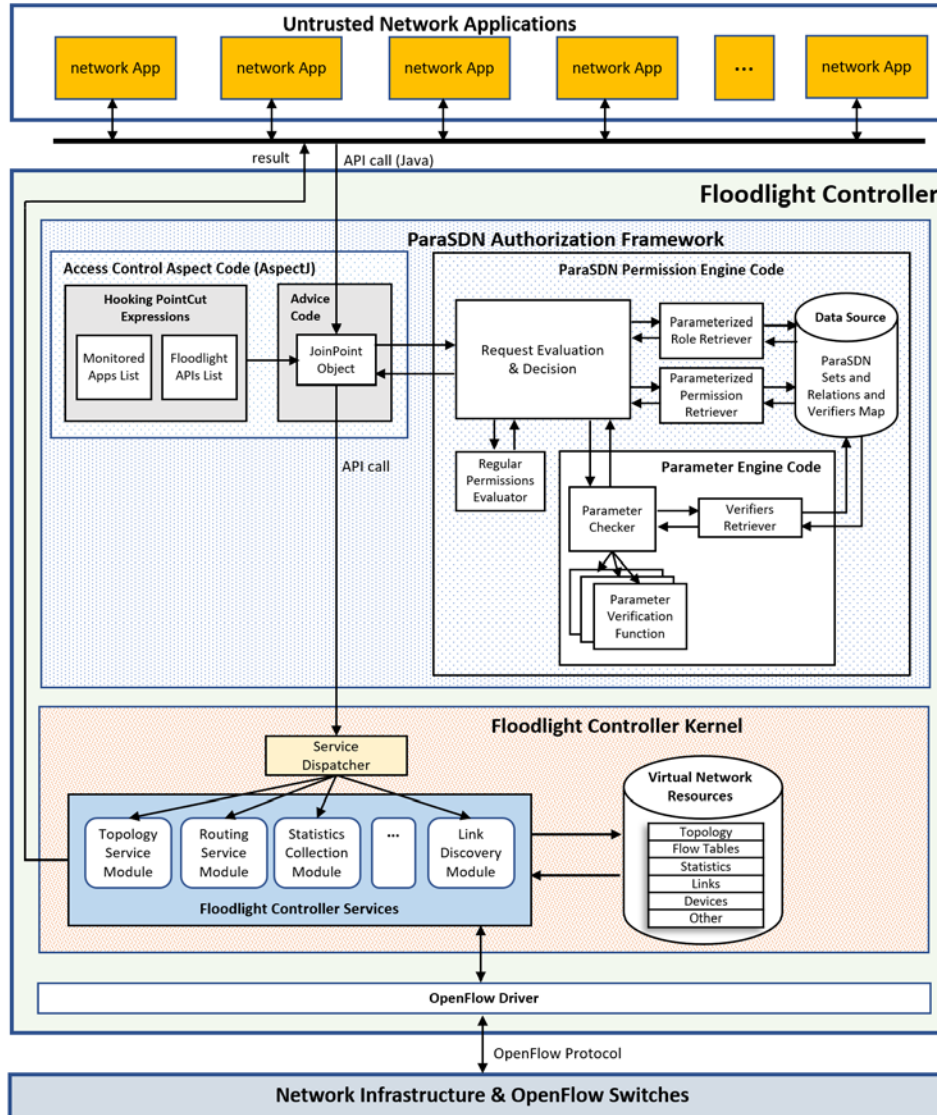 Untrusted Network Applications
network App
network App
network App
network App
...
network App
result
API call (Java)
Floodlight Controller
ParaSDN Authorization Framework
Access Control Aspect Code (AspectJ)
Hooking PointCut
Expressions
Monitored
Apps List
Floodlight
APIs List
Advice
Code
JoinPoint
Object
API call
ParaSDN Permission Engine Code
Request Evaluation
& Decision
Parameterized
Role Retriever
Parameterized
Permission
Retriever
Data Source
ParaSDN
Sets and
Relations and
Verifiers Map
Regular
Permissions
Evaluator
Parameter Engine Code
Parameter
Checker
Verifiers
Retriever
Parameter
Verification
Function
Floodlight Controller Kernel
Service
Dispatcher
Topology
Service
Module
Routing
Service
Module
Statistics
Collection
Module
...
Link
Discovery
Module
Floodlight Controller Services
Virtual Network
Resources
Topology
Flow Tables
Statistics
Links
Devices
Other
OpenFlow Driver
OpenFlow Protocol
Network Infrastructure & OpenFlow Switches